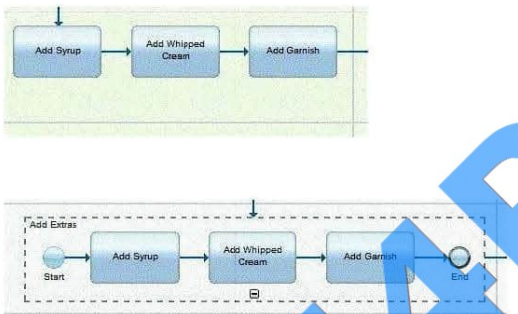 Add Syrup
Add Whipped
Cream
Add Garnish
Add Extras
Start
Add Syrup
Add Whipped
Cream
Add Garnish
End